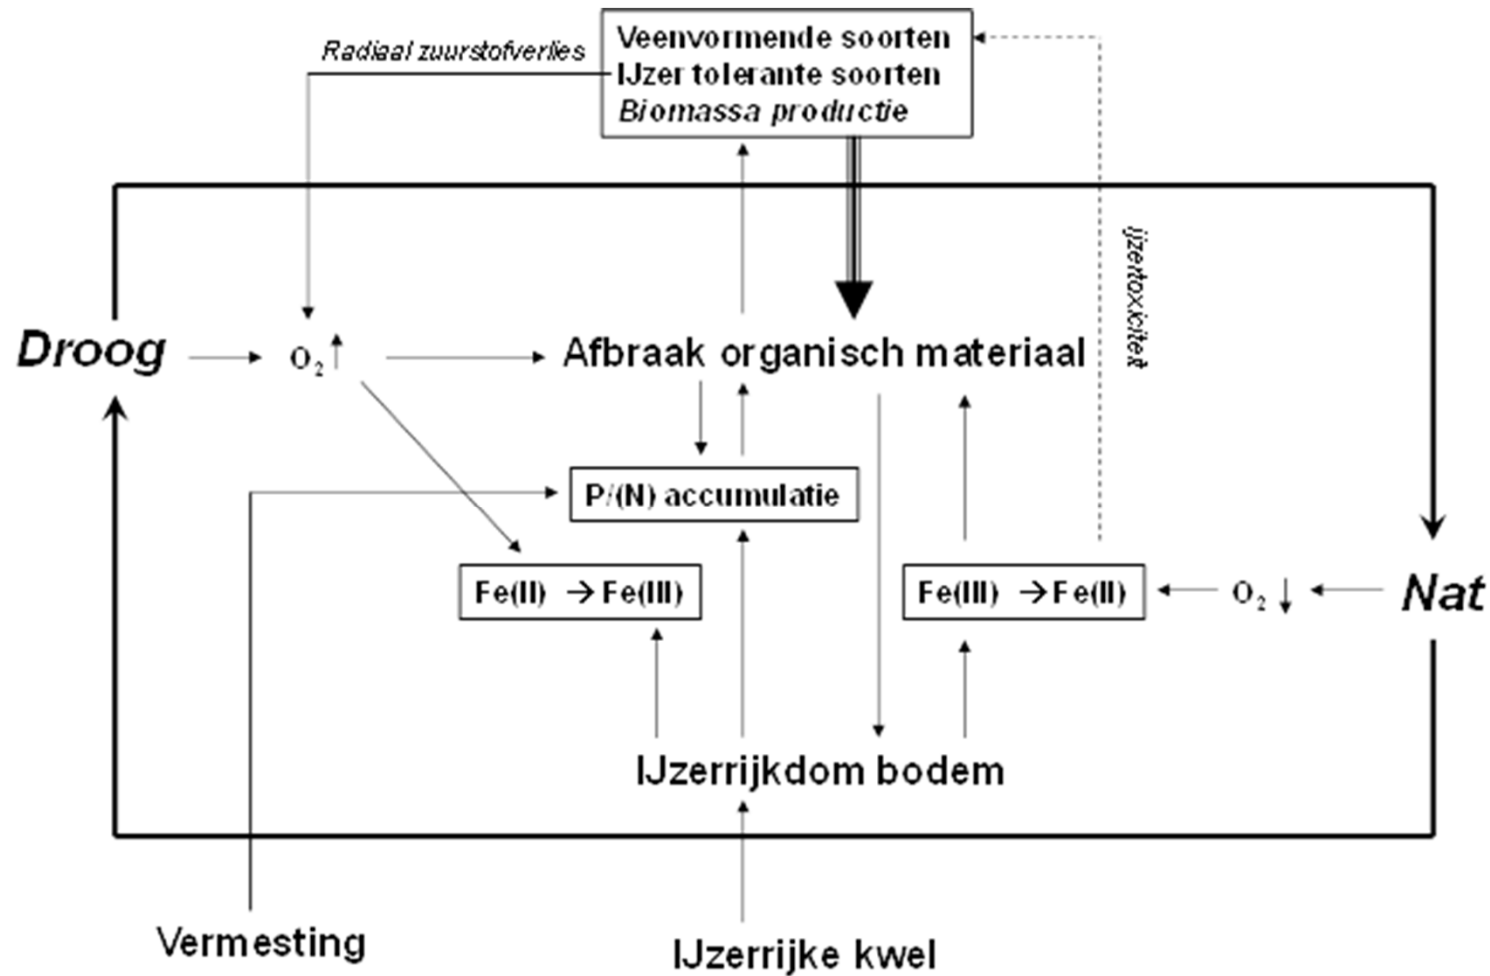 Veenvormende soorten
Radiaal zuurstofverlies
IJzer tolerante soorten
Biomassa productie
ijzertoxiciteit
Droog
O2 ↑
Afbraak organisch materiaal
P/(N) accumulatie
Fe(II) → Fe(III)
Fe(III) → Fe(II)
O2 ↓
Nat
IJzerrijkdom bodem
Vermesting
IJzerrijke kwel